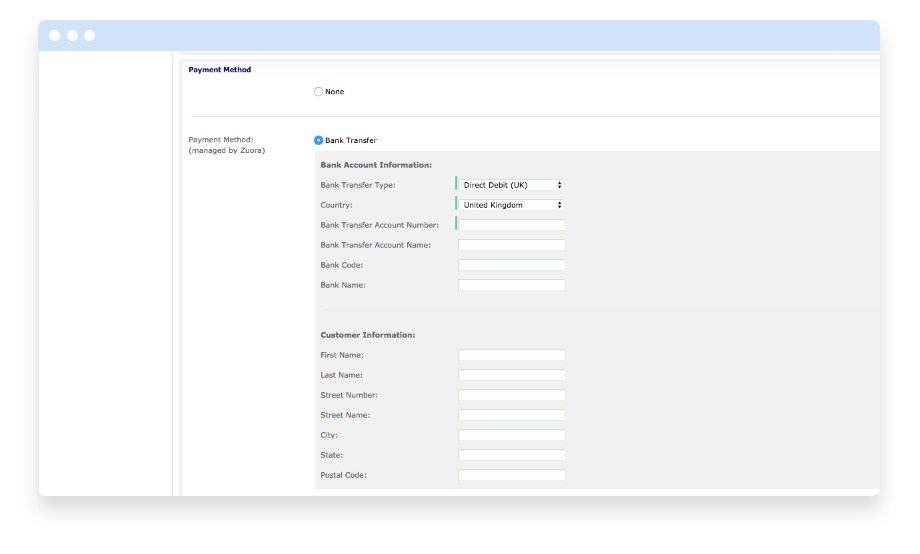 Payment Method
None
Payment Method:
(managed by Zuora)
Bank Transfer
Bank Account Information:
Bank Transfer Type:
Direct Debit (UK)
Country:
United Kingdom
Bank Transfer Account Number:
Bank Transfer Account Name:
Bank Code:
Bank Name:
Customer Information:
First Name:
Last Name:
Street Number:
Street Name:
City:
State:
Postal Code: